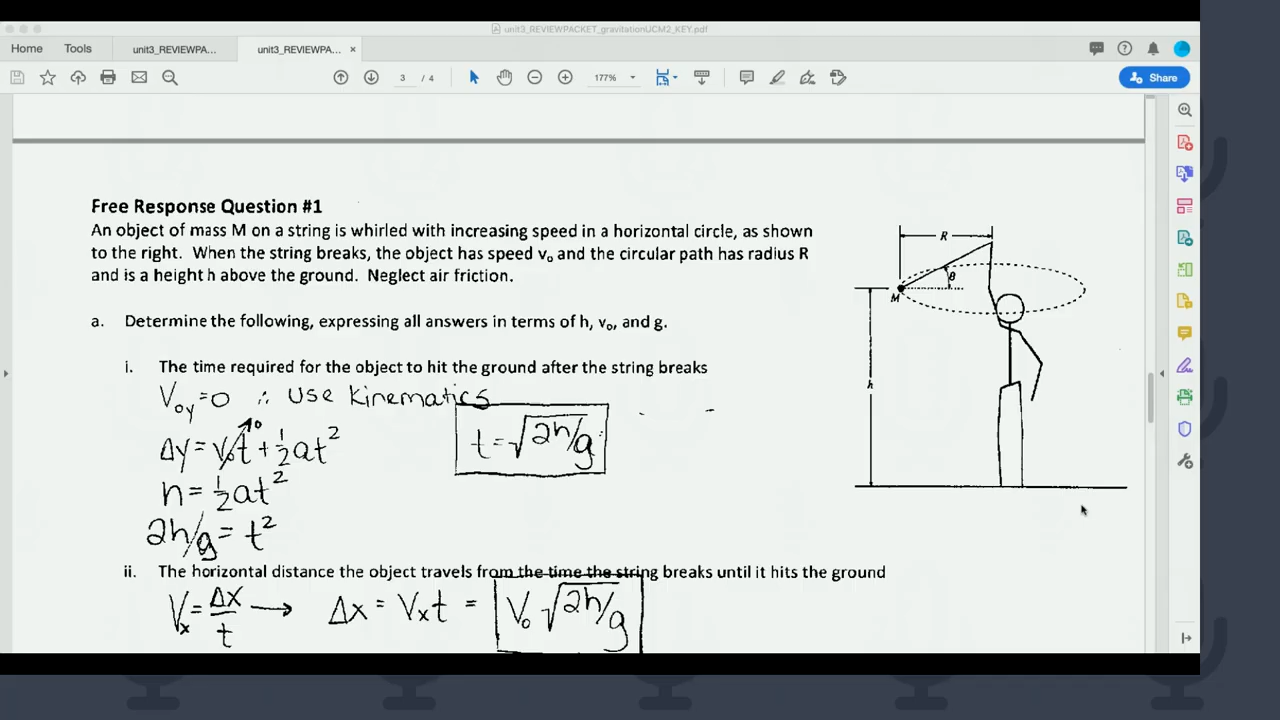 unit3_REVIEWPACKET_gravitationUCM2_KEY.pdf
Home Tools unit3_REVIEWPA... unit3_REVIEWPA... ×
3 / 4 177% Share
Free Response Question #1
An object of mass M on a string is whirled with increasing speed in a horizontal circle, as shown
to the right. When the string breaks, the object has speed v₀ and the circular path has radius R
and is a height h above the ground. Neglect air friction.
R
θ
M
h
a. Determine the following, expressing all answers in terms of h, v₀, and g.
i. The time required for the object to hit the ground after the string breaks
V₀y=0 ∴ use kinematics
Δy = v₀t + ½at²
0
h = ½at²
2h/g = t²
t = √2h/g
ii. The horizontal distance the object travels from the time the string breaks until it hits the ground
Vx = Δx/t → Δx = Vxt = V₀√2h/g